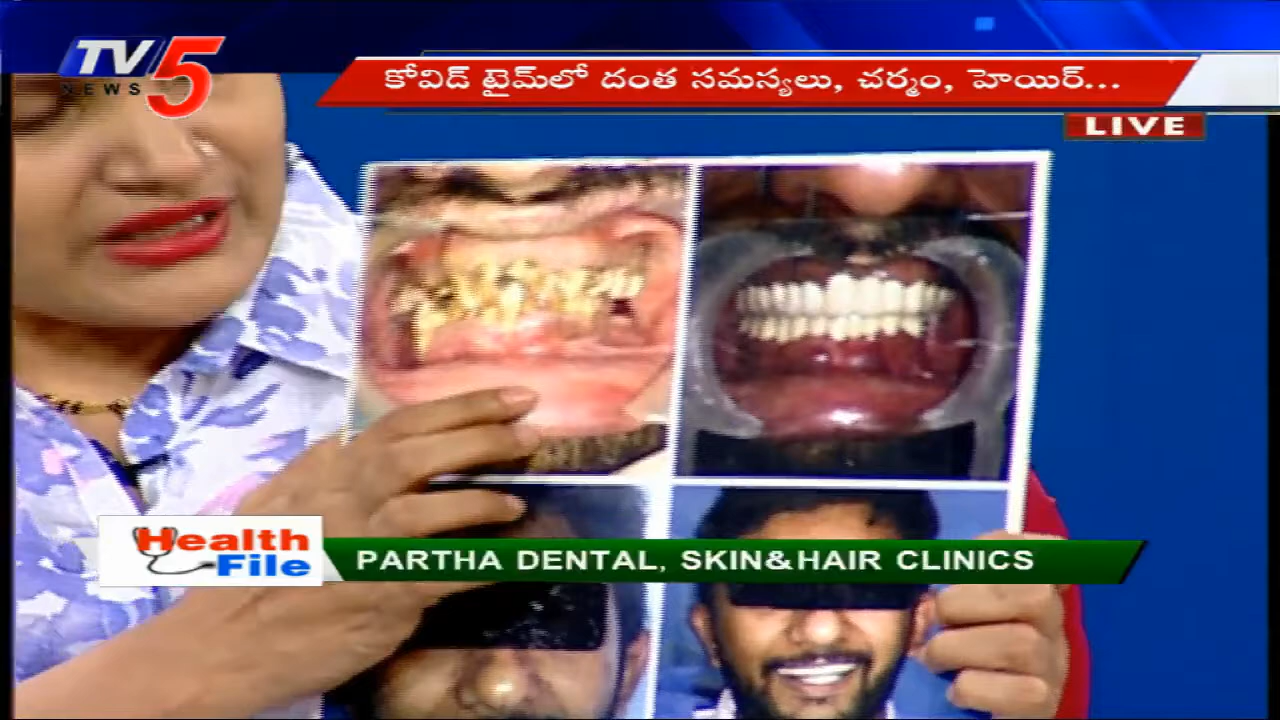 TV5
NEWS
కోవిడ్ టైమ్‌లో దంత సమస్యలు, చర్మం, హెయిర్...
LIVE
Health
File
PARTHA DENTAL, SKIN&HAIR CLINICS